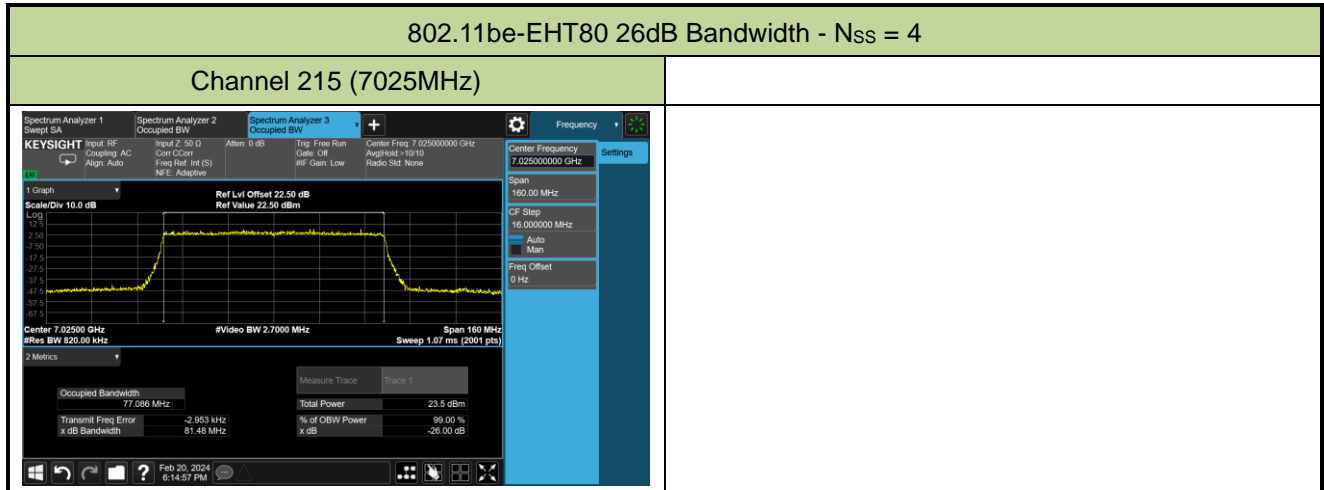 802.11be-EHT80 26dB Bandwidth - NSS = 4
Channel 215 (7025MHz)
Spectrum Analyzer 1
Swept SA
Spectrum Analyzer 2
Occupied BW
Spectrum Analyzer 3
Occupied BW
+
Frequency
KEYSIGHT
Input: RF
Coupling: AC
Align: Auto
LXI
Input Z: 50 Ω
Corr CCorr
Freq Ref: Int (S)
NFE: Adaptive
Atten: 0 dB
Trig: Free Run
Gate: Off
#IF Gain: Low
Center Freq: 7.025000000 GHz
Avg|Hold:>10/10
Radio Std: None
Center Frequency
7.025000000 GHz
Settings
Span
160.00 MHz
CF Step
16.000000 MHz
Auto
Man
Freq Offset
0 Hz
1 Graph
Scale/Div 10.0 dB
Ref Lvl Offset 22.50 dB
Ref Value 22.50 dBm
Log
12.5
2.50
-7.50
-17.5
-27.5
-37.5
-47.5
-57.5
-67.5
Center 7.02500 GHz
#Res BW 820.00 kHz
#Video BW 2.7000 MHz
Span 160 MHz
Sweep 1.07 ms (2001 pts)
2 Metrics
Measure Trace
Trace 1
Occupied Bandwidth
77.086 MHz
Total Power
23.5 dBm
Transmit Freq Error
-2.953 kHz
% of OBW Power
99.00 %
x dB Bandwidth
81.48 MHz
x dB
-26.00 dB
?
Feb 20, 2024
6:14:57 PM